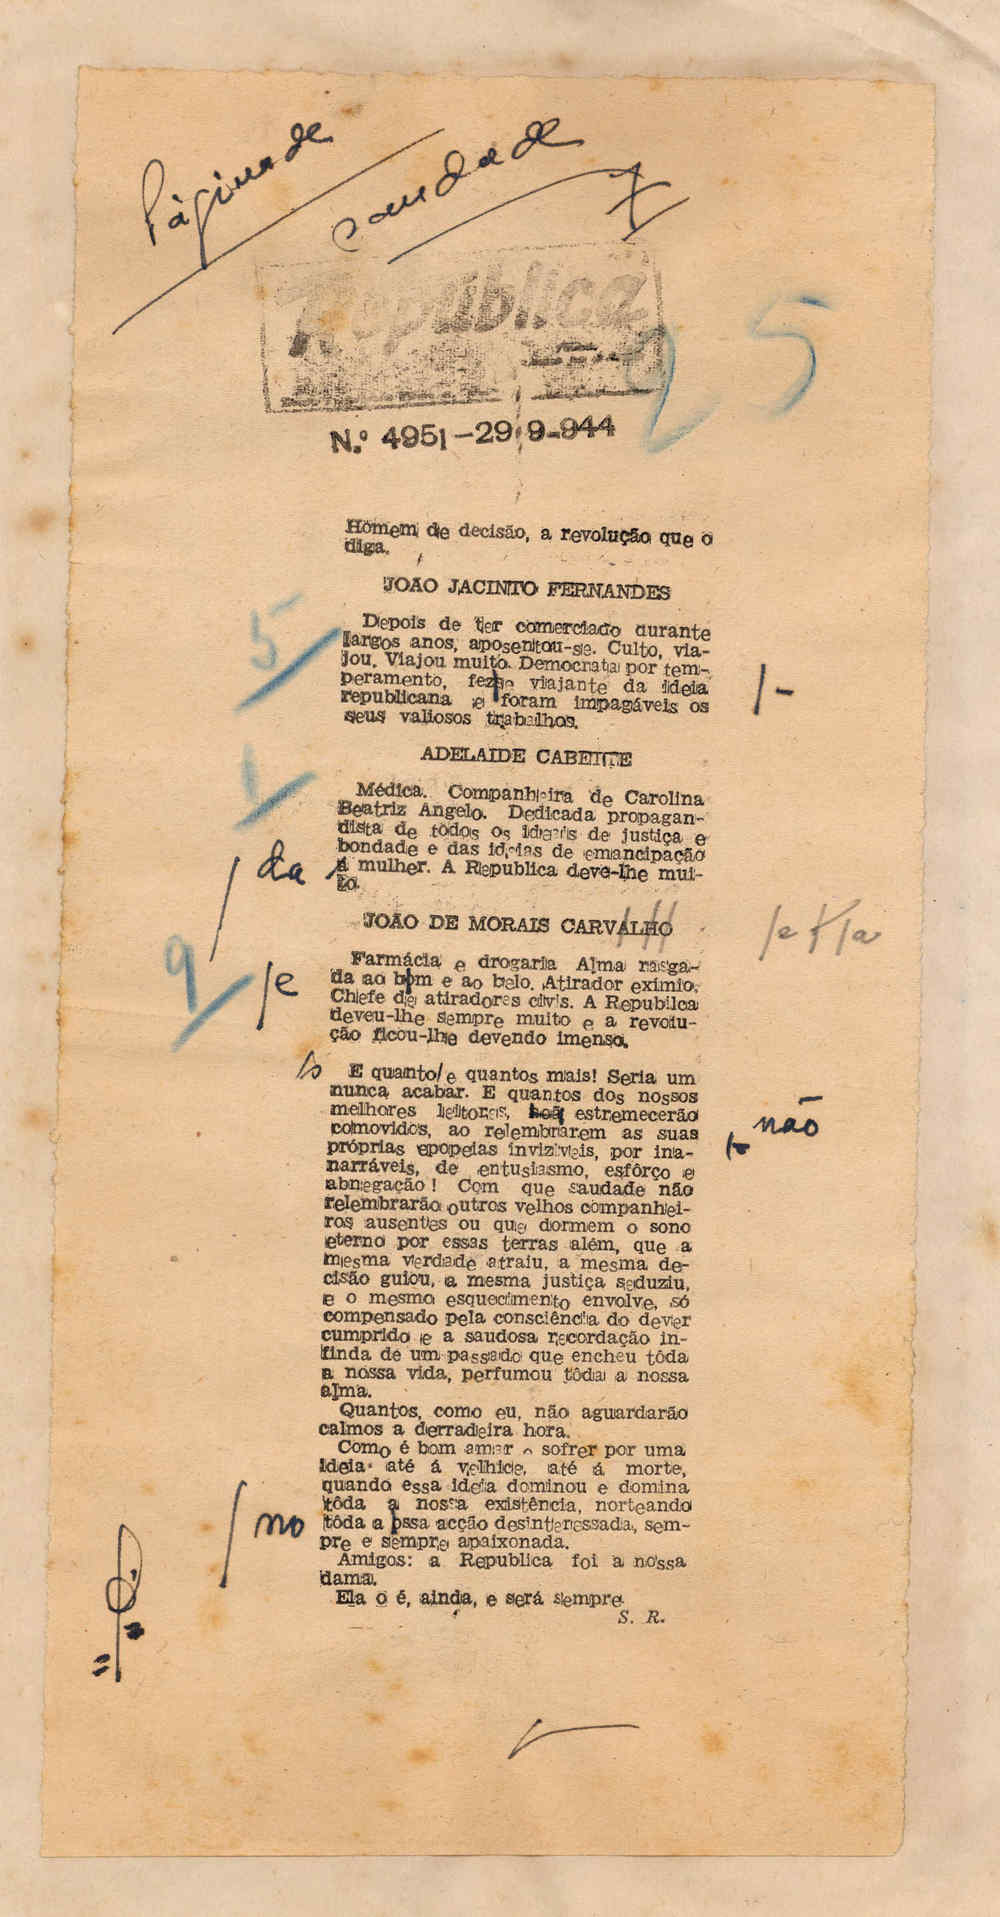 Página de
saudade
República
25
N.º 4951 - 29-9-944
Homem de decisão, a revolução que o
diga.
JOAO JACINTO FERNANDES
5
Depois de ter comerciado durante
largos anos, aposentou-se. Culto, via-
jou. Viajou muito. Democrata por tem-
peramento, fez-se viajante da ideia
/-
republicana e foram impagáveis os
seus valiosos trabalhos.
ADELAIDE CABETTE
1
Médica. Companheira de Carolina
Beatriz Angelo. Dedicada propagan-
dista de todos os ideais de justiça e
bondade e das ideias de emancipação
/ da
á mulher. A Republica deve-lhe mui-
to.
JOÃO DE MORAIS CARVALHO
9
Farmácia e drogaria Alma rasga-
/e
da ao bom e ao belo. Atirador eximio.
Chefe de atiradores civis. A Republica
deveu-lhe sempre muito e a revolu-
ção ficou-lhe devendo imenso.
/s
E quanto/e quantos mais! Seria um
nunca acabar. E quantos dos nossos
melhores leitores, estremecerão
não
comovidos, ao relembrarem as suas
próprias epopeias inviziveis, por ina-
narráveis, de entusiasmo, esfôrço e
abnegação! Com que saudade não
relembrarão outros velhos companhei-
ros ausentes ou que dormem o sono
eterno por essas terras além, que a
mesma verdade atraiu, a mesma de-
cisão guiou, a mesma justiça seduziu,
e o mesmo esquecimento envolve, só
compensado pela consciência do dever
cumprido e a saudosa recordação in-
finda de um passado que encheu tôda
a nossa vida, perfumou tôda a nossa
alma.
Quantos, como eu, não aguardarão
calmos a derradeira hora.
Como é bom amar e sofrer por uma
ideia até á velhice, até á morte,
quando essa ideia dominou e domina
tôda a nossa existência, norteando
/ no
tôda a ossa acção desinteressada, sem-
pre e sempre apaixonada.
Amigos: a Republica foi a nossa
dama.
Ela o é, ainda, e será sempre
S. R.